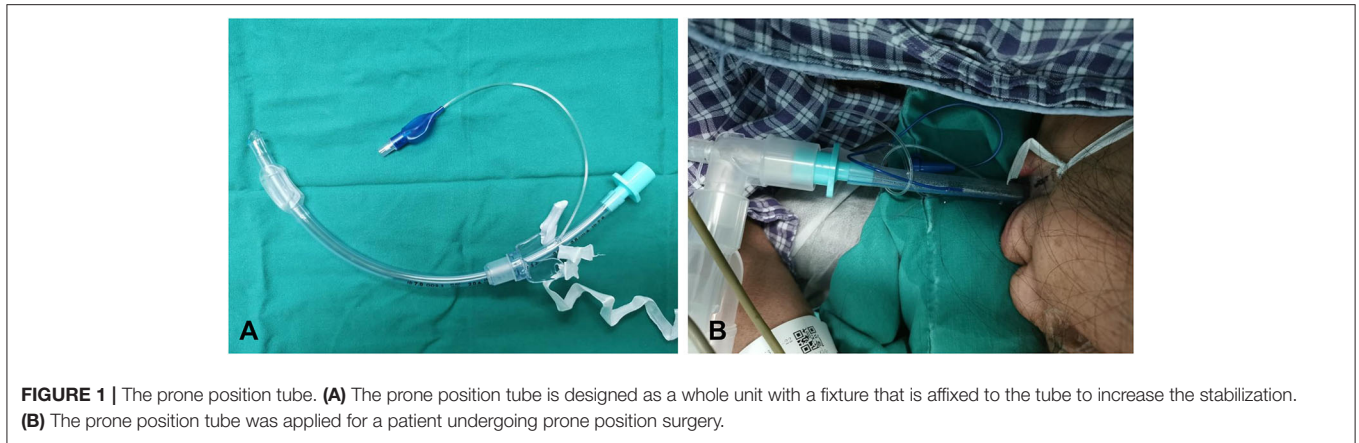 A
B
FIGURE 1 | The prone position tube. (A) The prone position tube is designed as a whole unit with a fixture that is affixed to the tube to increase the stabilization.
(B) The prone position tube was applied for a patient undergoing prone position surgery.